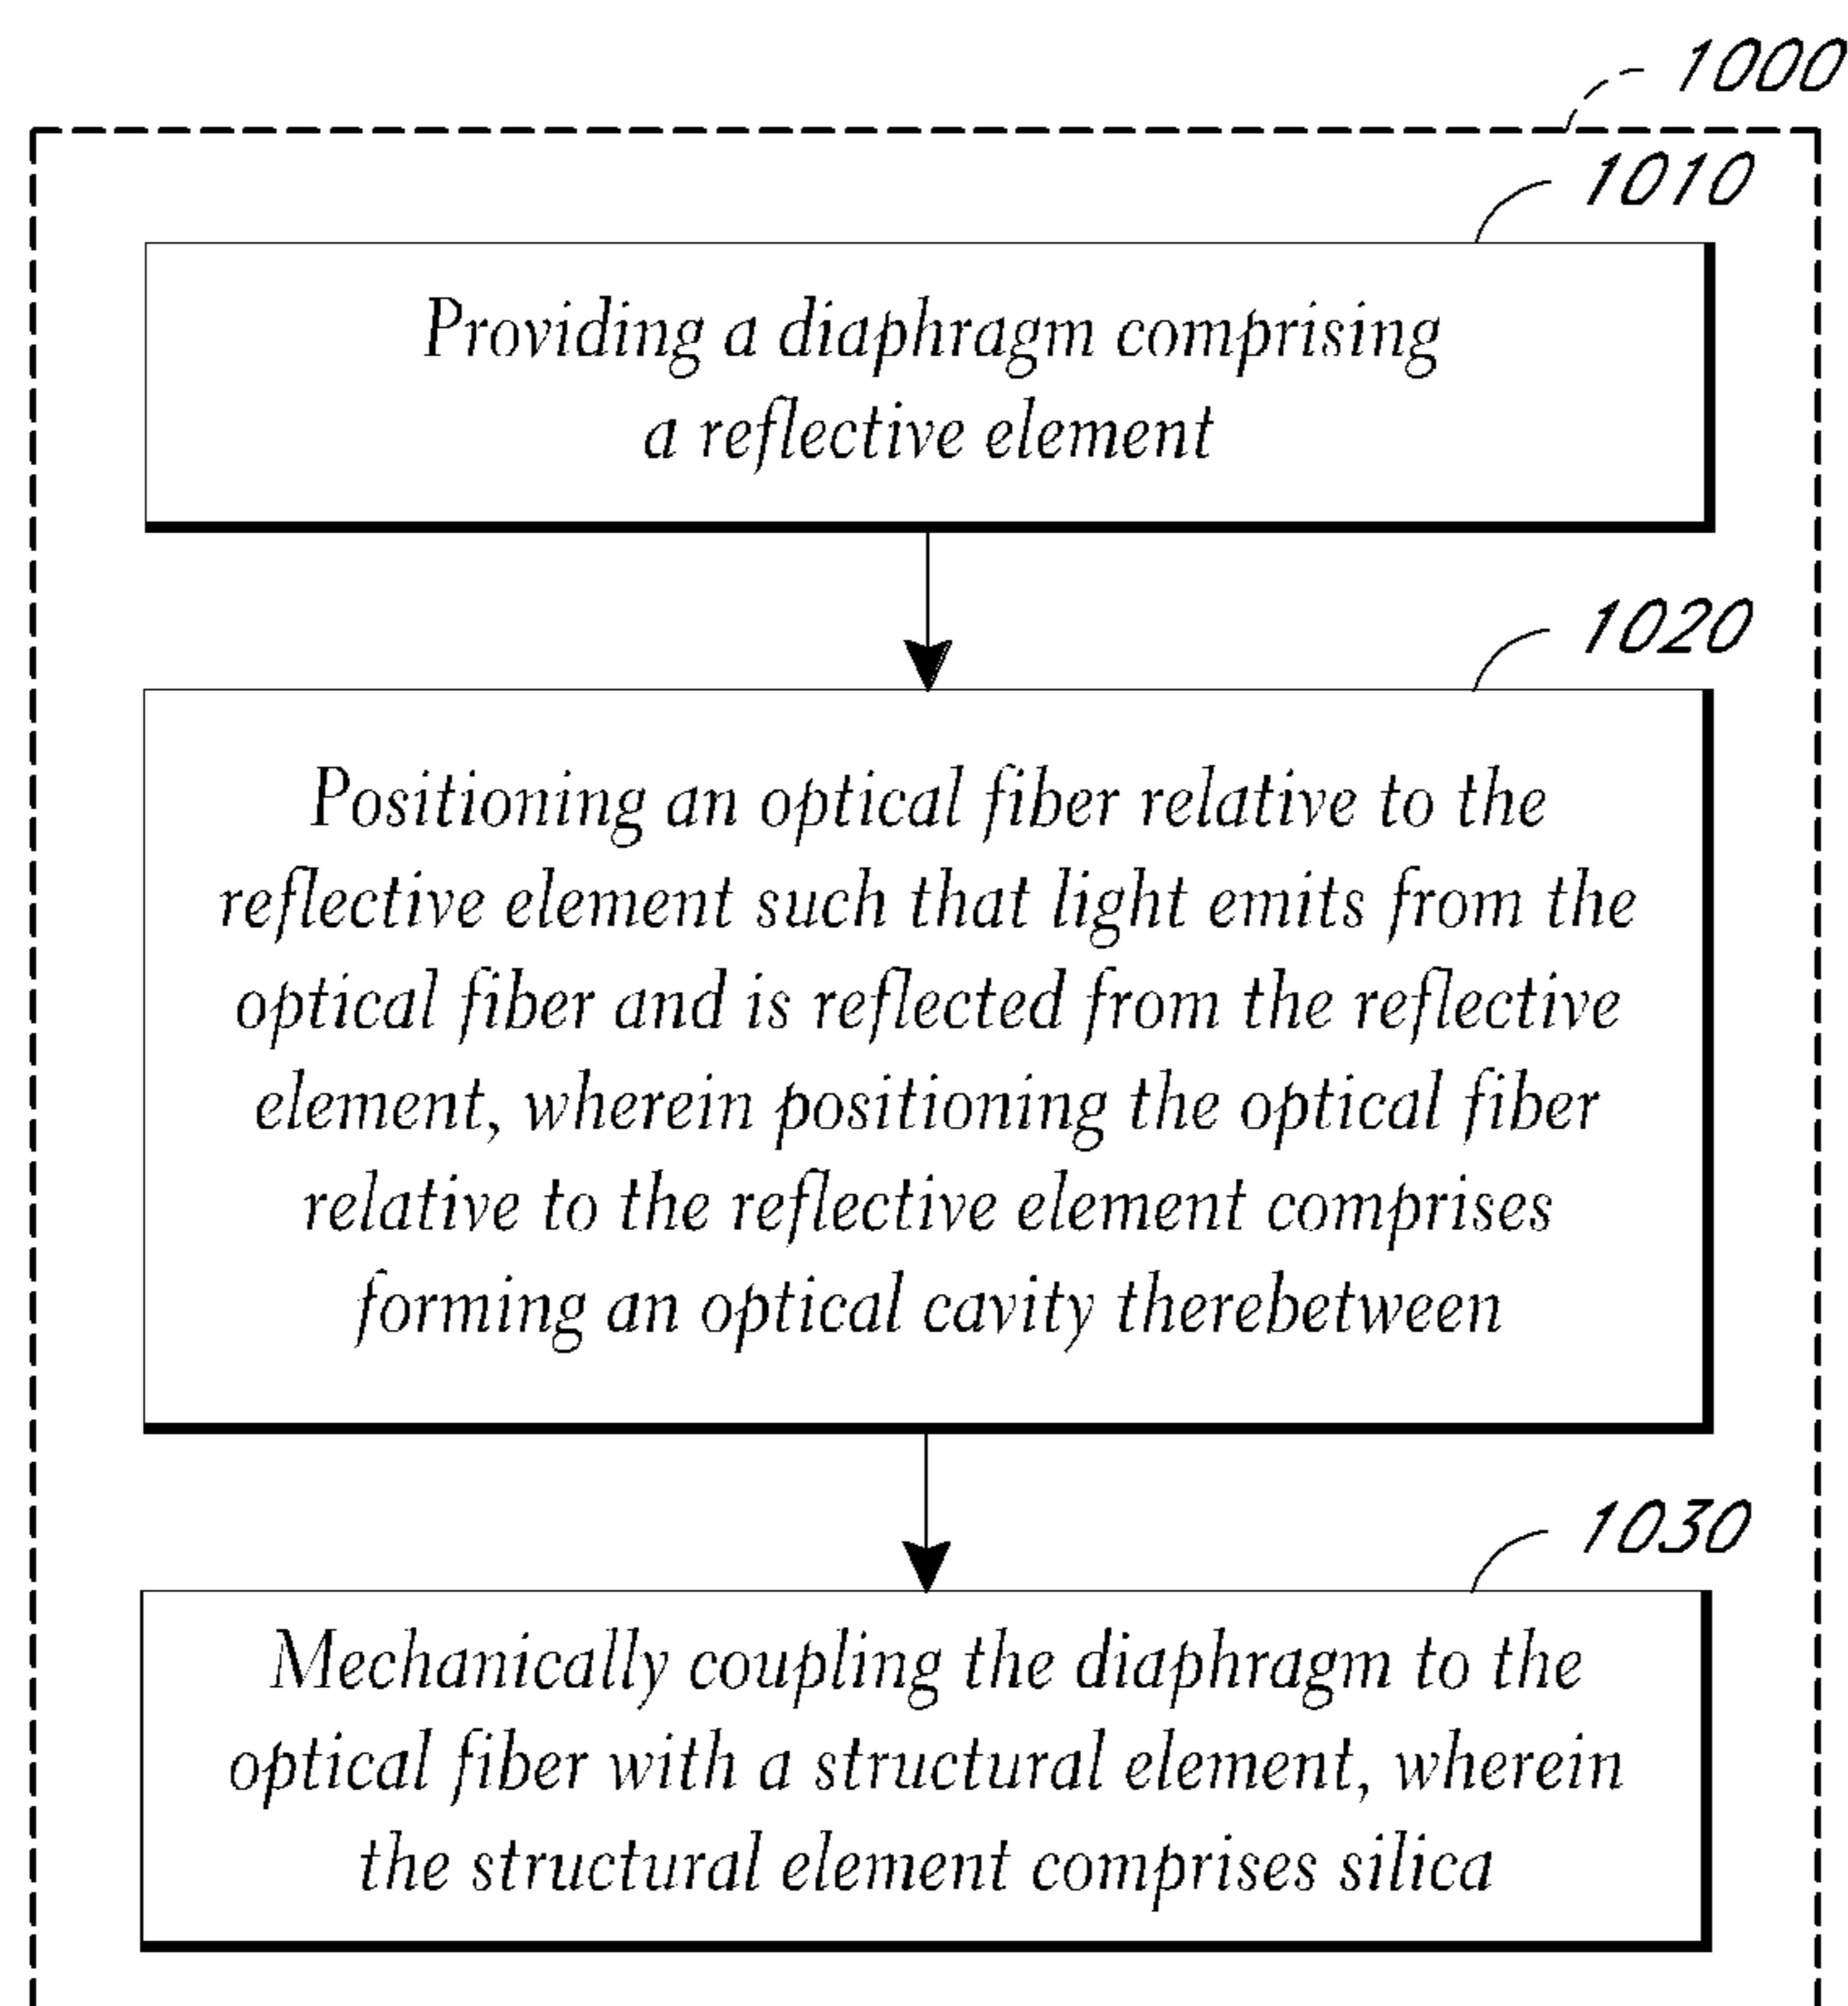 1000
1010
Providing a diaphragm comprising
a reflective element
1020
Positioning an optical fiber relative to the
reflective element such that light emits from the
optical fiber and is reflected from the reflective
element, wherein positioning the optical fiber
relative to the reflective element comprises
forming an optical cavity therebetween
1030
Mechanically coupling the diaphragm to the
optical fiber with a structural element, wherein
the structural element comprises silica